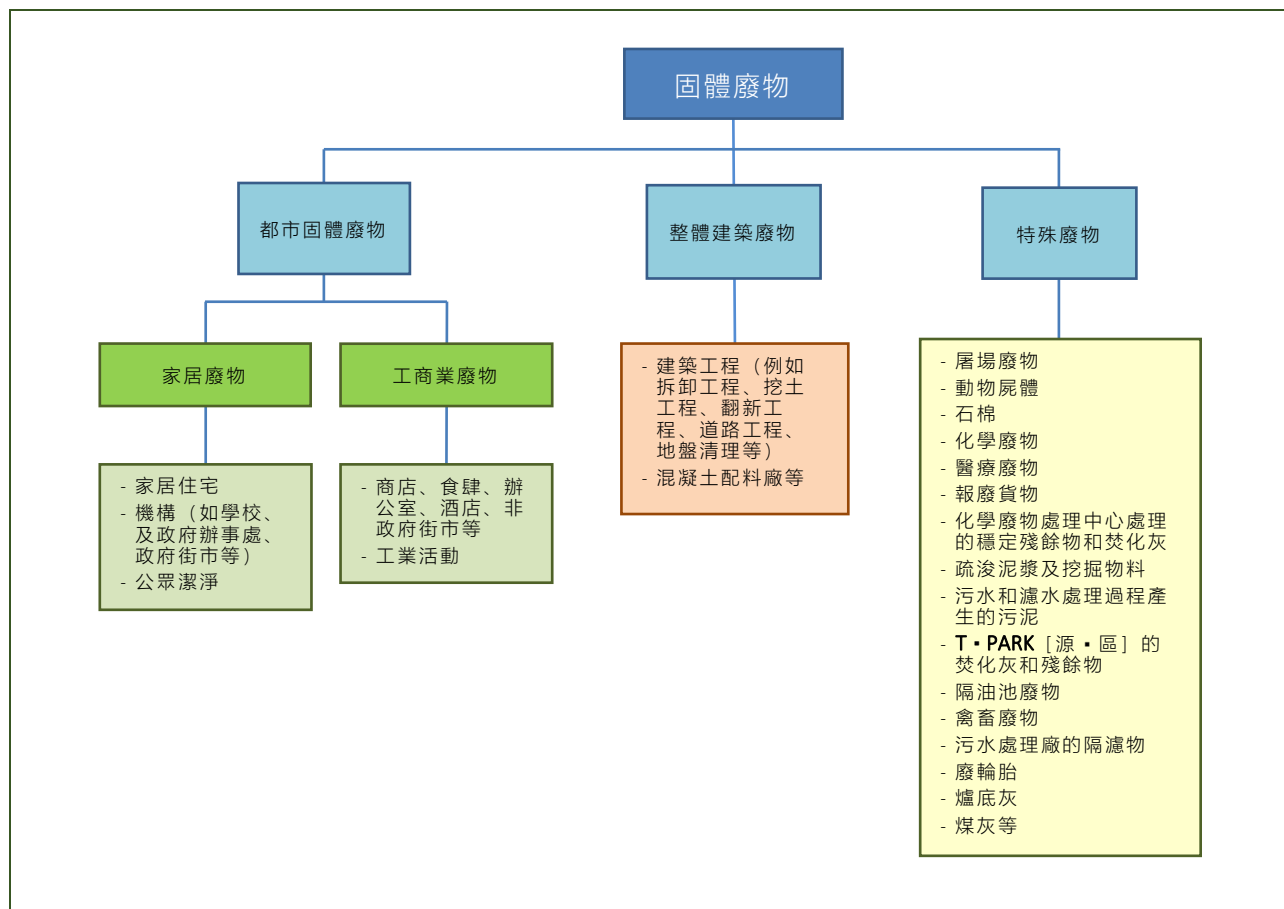 固體廢物
都市固體廢物
整體建築廢物
特殊廢物
家居廢物
工商業廢物
- 家居住宅
- 機構（如學校、
及政府辦事處、
政府街市等）
- 公眾潔淨
- 商店、食肆、辦
公室、酒店、非
政府街市等
- 工業活動
- 建築工程（例如
拆卸工程、挖土
工程、翻新工
程、道路工程、
地盤清理等）
- 混凝土配料廠等
- 屠場廢物
- 動物屍體
- 石棉
- 化學廢物
- 醫療廢物
- 報廢貨物
- 化學廢物處理中心處理
的穩定殘餘物和焚化灰
- 疏浚泥漿及挖掘物料
- 污水和濾水處理過程產
生的污泥
- T▪PARK［源▪區］的
焚化灰和殘餘物
- 隔油池廢物
- 禽畜廢物
- 污水處理廠的隔濾物
- 廢輪胎
- 爐底灰
- 煤灰等